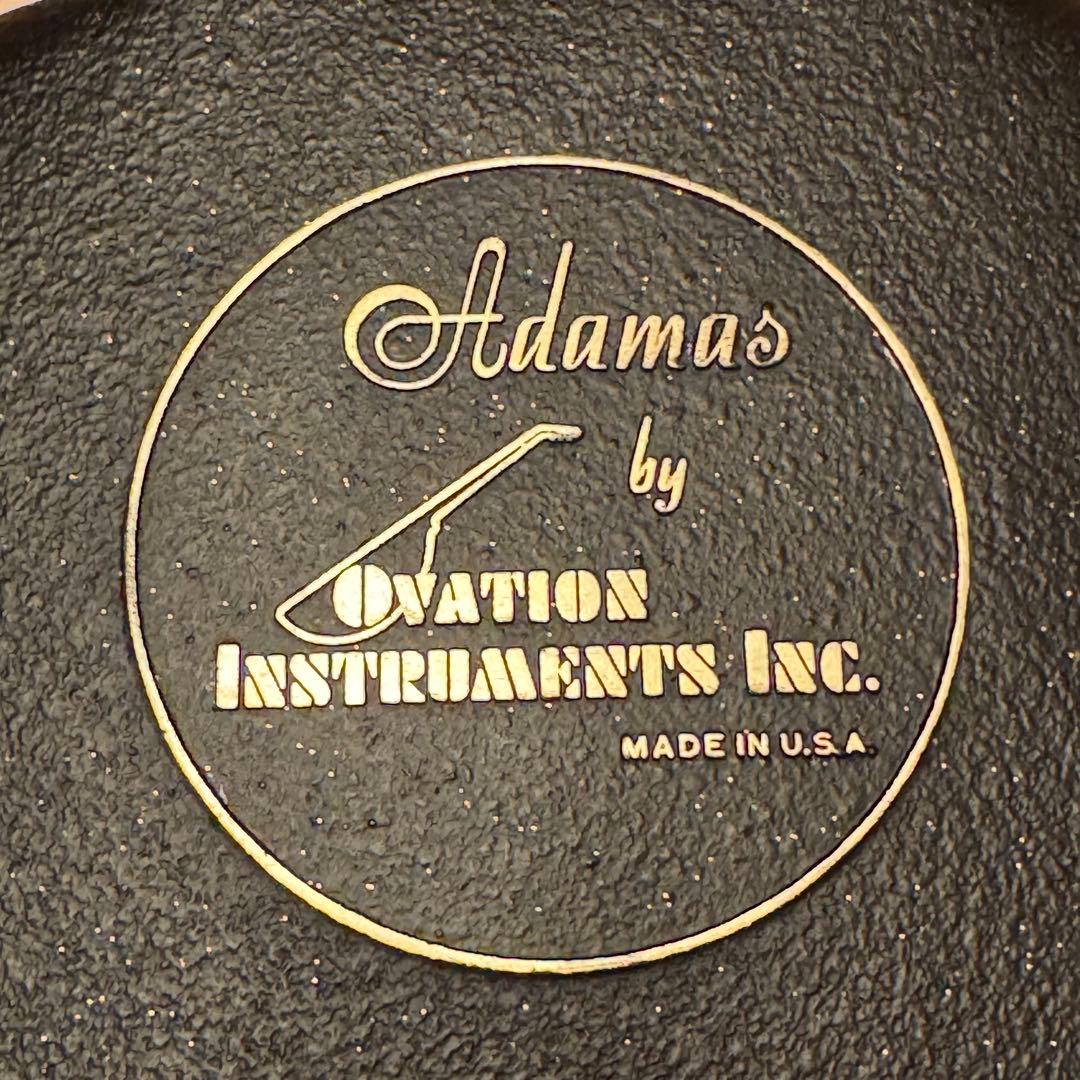 Adamas
by
OVATION
INSTRUMENTS INC.
MADE IN U.S.A.